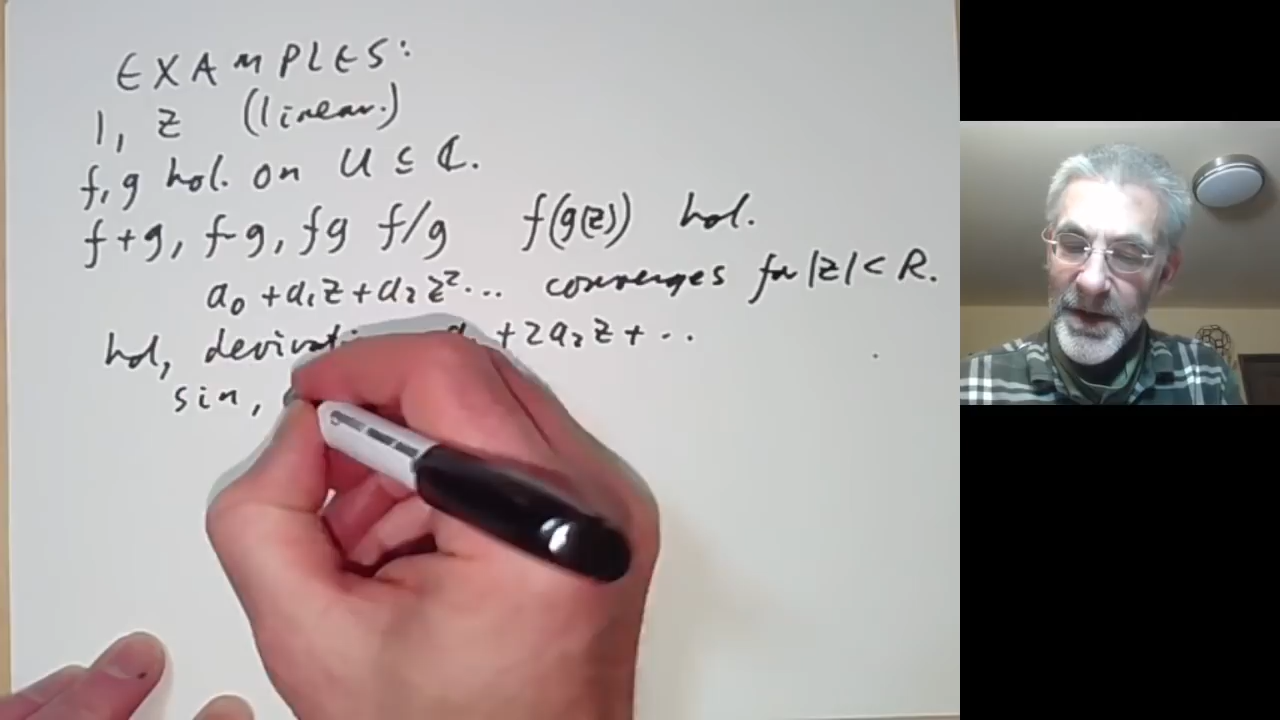 EXAMPLES:
1, z (linear.)
f, g hol. on U ⊆ ℂ.
f+g, f-g, fg f/g f(g(z)) hol.
a₀ + a₁z + a₂z² ... converges for |z| < R.
hol, + 2a₂z + ...
sin,